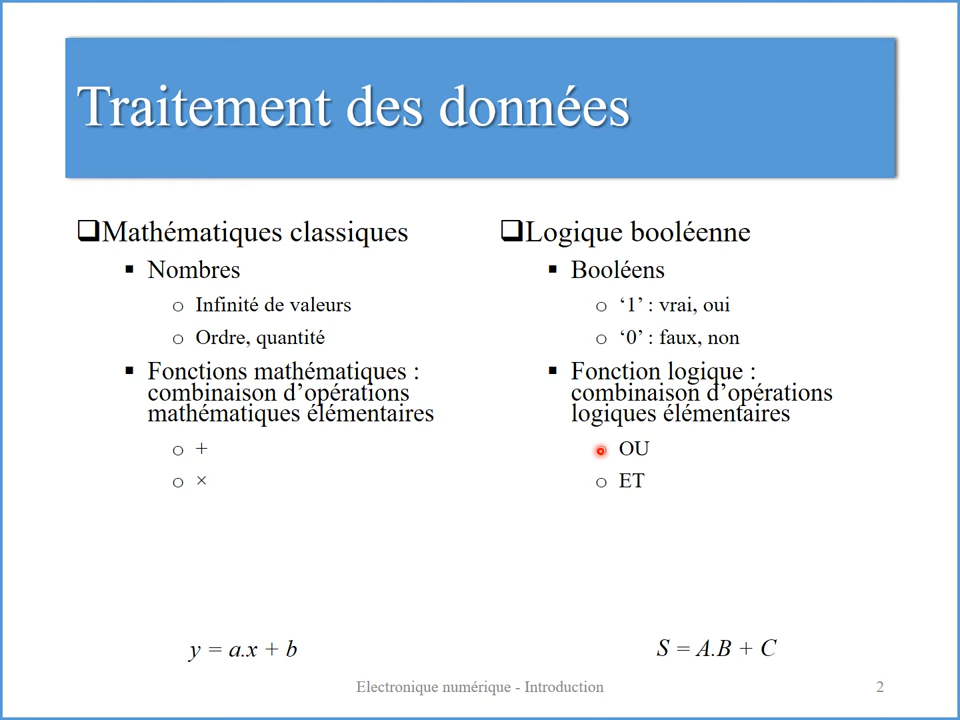 Traitement des données
Mathématiques classiques
Nombres
Infinité de valeurs
Ordre, quantité
Fonctions mathématiques :
combinaison d’opérations
mathématiques élémentaires
+
×
y = a.x + b
Logique booléenne
Booléens
‘1’ : vrai, oui
‘0’ : faux, non
Fonction logique :
combinaison d’opérations
logiques élémentaires
OU
ET
S = A.B + C
Electronique numérique - Introduction
2